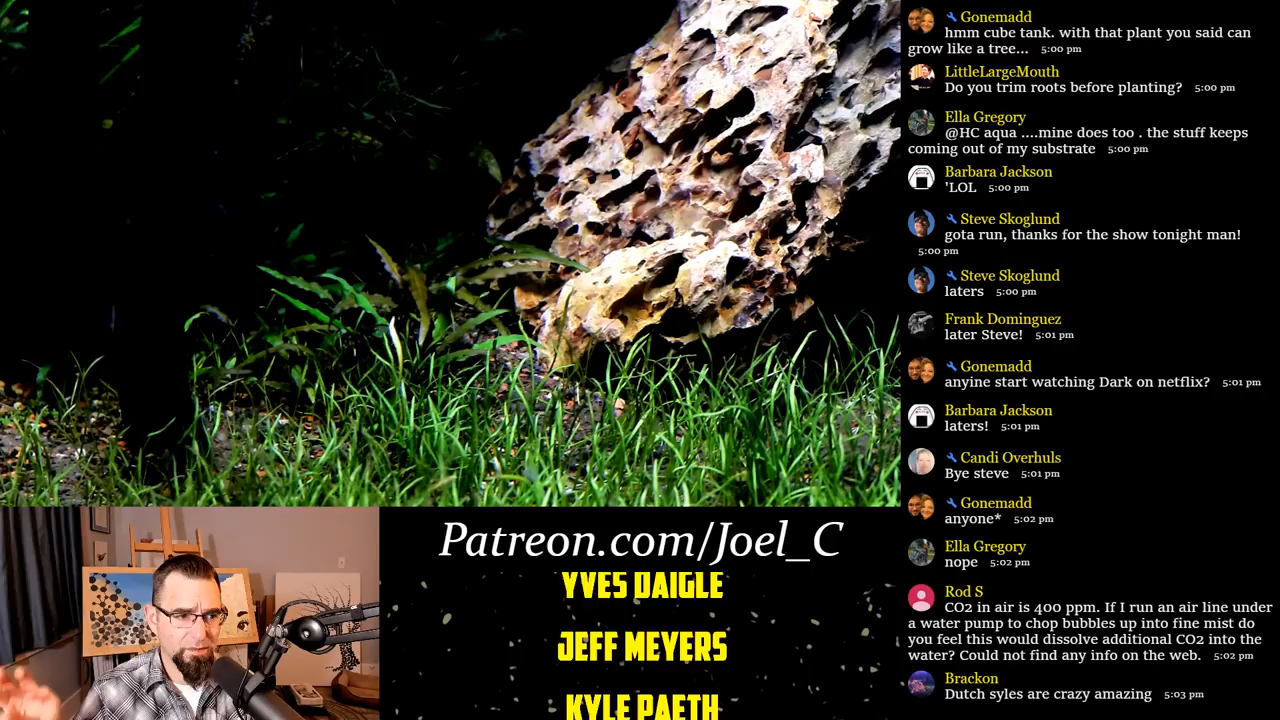 Gonemadd
hmm cube tank. with that plant you said can
grow like a tree... 5:00 pm
LittleLargeMouth
Do you trim roots before planting? 5:00 pm
Ella Gregory
@HC aqua ....mine does too . the stuff keeps
coming out of my substrate 5:00 pm
Barbara Jackson
'LOL 5:00 pm
Steve Skoglund
gota run, thanks for the show tonight man!
5:00 pm
Steve Skoglund
laters 5:00 pm
Frank Dominguez
later Steve! 5:01 pm
Gonemadd
anyine start watching Dark on netflix? 5:01 pm
Barbara Jackson
laters! 5:01 pm
Candi Overhuls
Bye steve 5:01 pm
Gonemadd
anyone* 5:02 pm
Ella Gregory
nope 5:02 pm
Rod S
CO2 in air is 400 ppm. If I run an air line under
a water pump to chop bubbles up into fine mist do
you feel this would dissolve additional CO2 into the
water? Could not find any info on the web. 5:02 pm
Brackon
Dutch syles are crazy amazing 5:03 pm
Patreon.com/Joel_C
YVES DAIGLE
JEFF MEYERS
KYLE PAETH